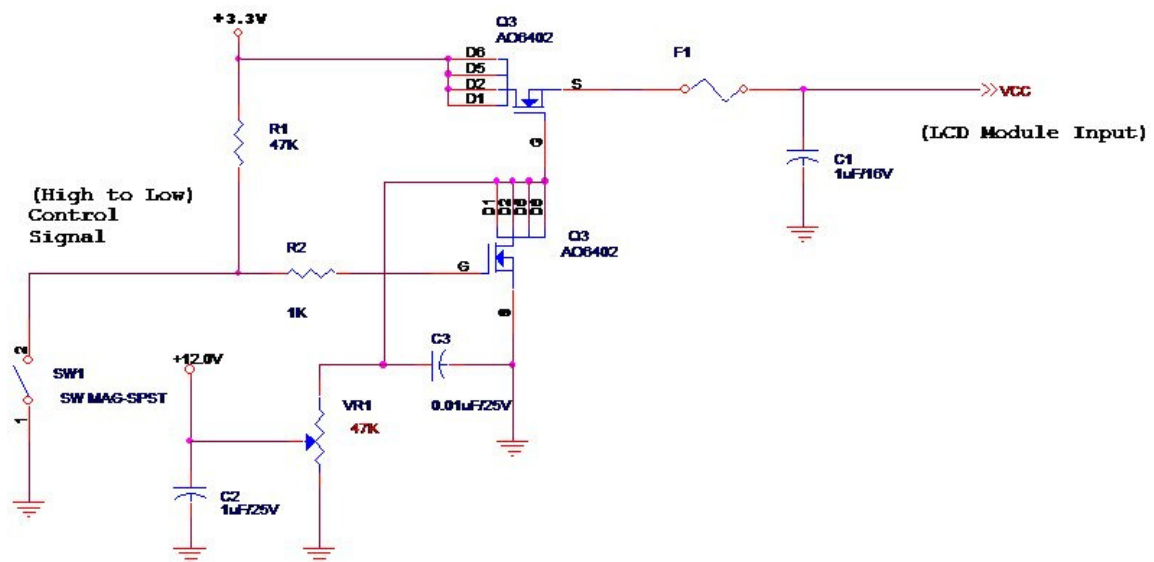 +3.3V
Q3
AO6402
D6
D5
D2
D1
S
F1
VCC
(LCD Module Input)
R1
47K
G
C1
1uF/16V
(High to Low)
Control
Signal
D1
D2
Q3
AO6402
R2
G
1K
2
1
SW1
SW MAG-SPST
+12.0V
C3
0.01uF/25V
VR1
47K
C2
1uF/25V